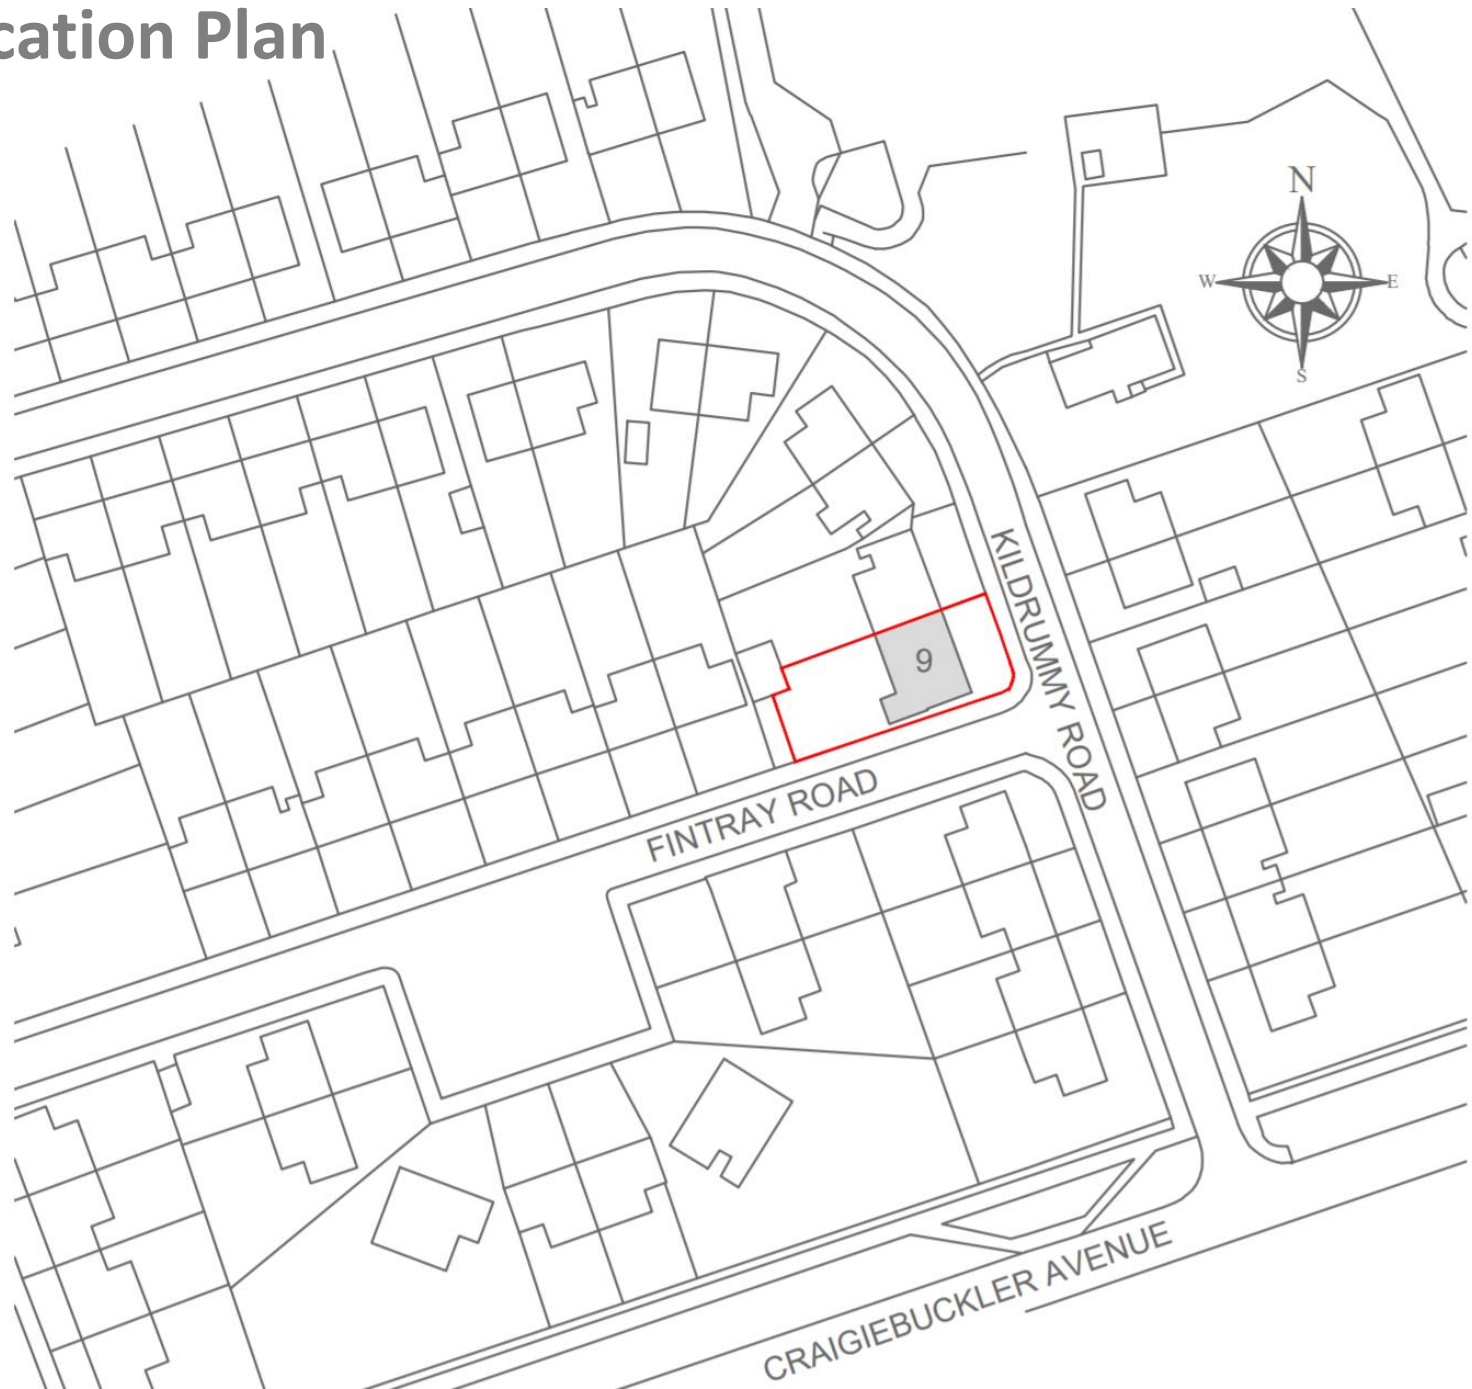 cation Plan
N
W
E
S
KILDRUMMY ROAD
9
FINTRAY ROAD
CRAIGIEBUCKLER AVENUE